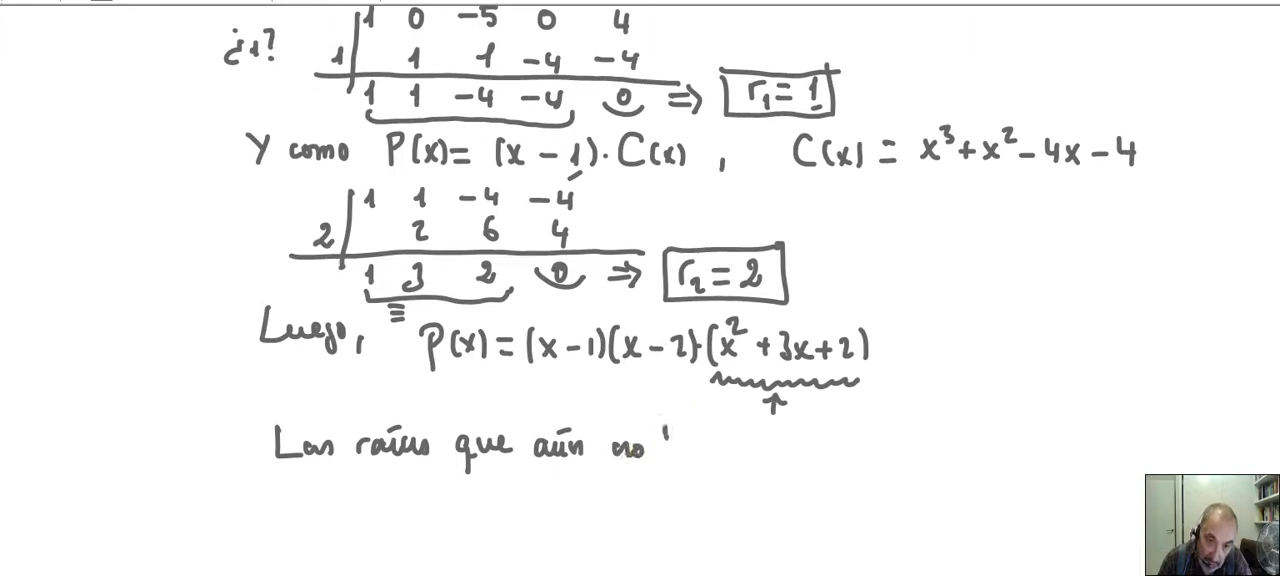 1 0 -5 0 4
¿1? 1 1 1 -4 -4
1 1 -4 -4 0 ⇒ r₁ = 1
Y como P(x) = (x - 1)·C(x), C(x) = x³+x²-4x-4
1 1 -4 -4
2 2 6 4
1 3 2 0 ⇒ r₂ = 2
Luego, P(x) = (x-1)(x-2)·(x²+3x+2)
↑
Las raíces que aún no